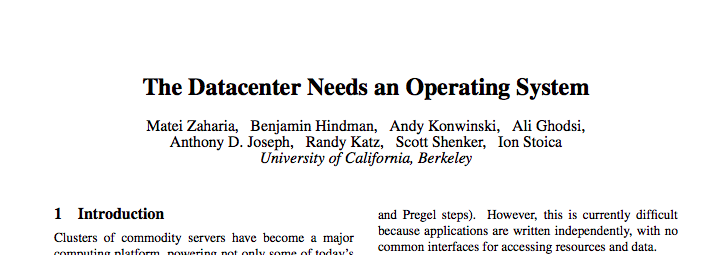 The Datacenter Needs an Operating System
Matei Zaharia, Benjamin Hindman, Andy Konwinski, Ali Ghodsi,
Anthony D. Joseph, Randy Katz, Scott Shenker, Ion Stoica
University of California, Berkeley
1 Introduction
Clusters of commodity servers have become a major
computing platform, powering not only some of today's
and Pregel steps). However, this is currently difficult
because applications are written independently, with no
common interfaces for accessing resources and data.